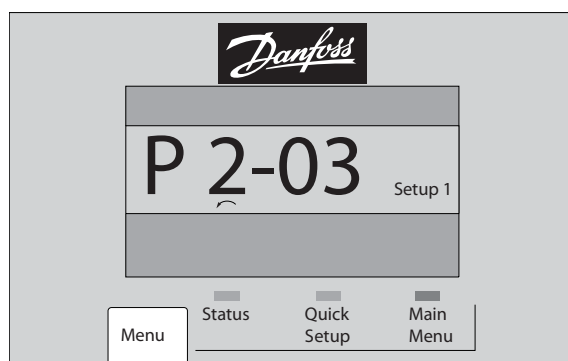 Danfoss
P 2-03
Setup 1
Menu
Status
Quick
Setup
Main
Menu